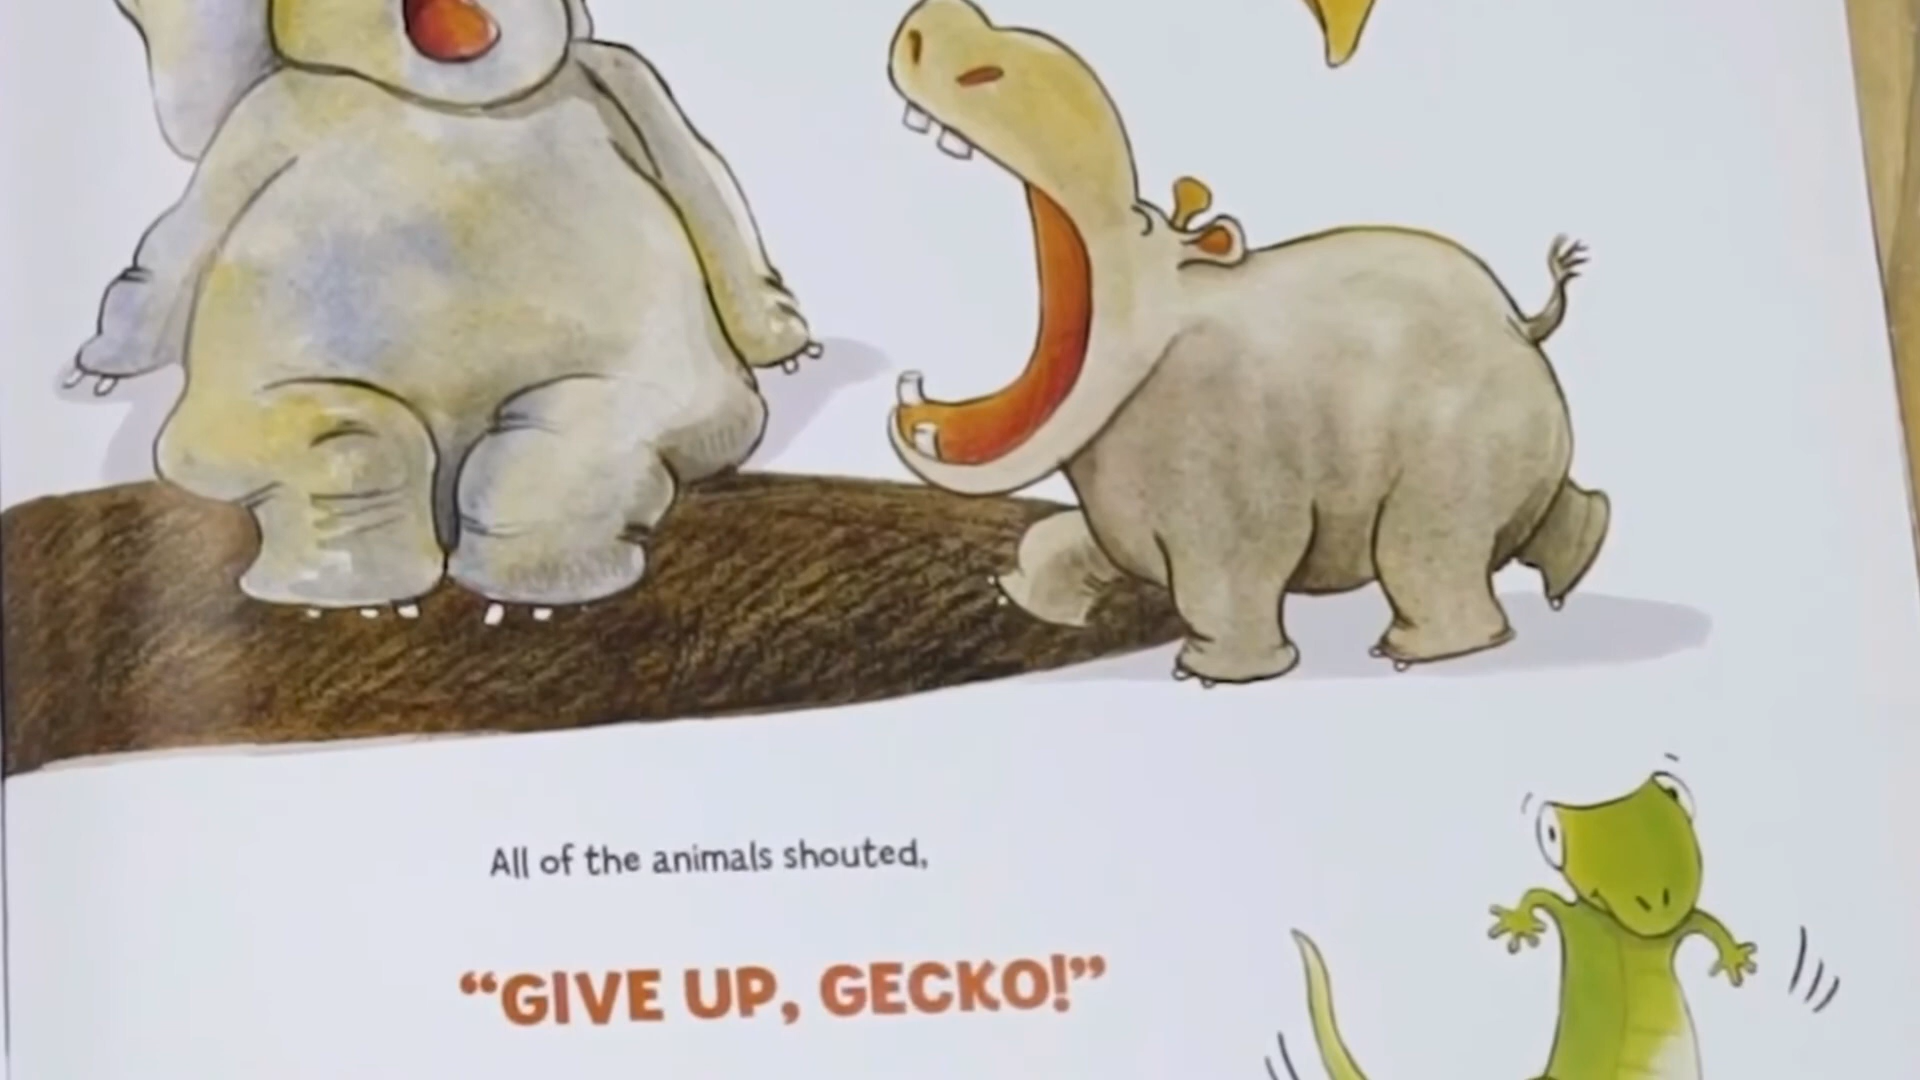 All of the animals shouted,
“GIVE UP, GECKO!”